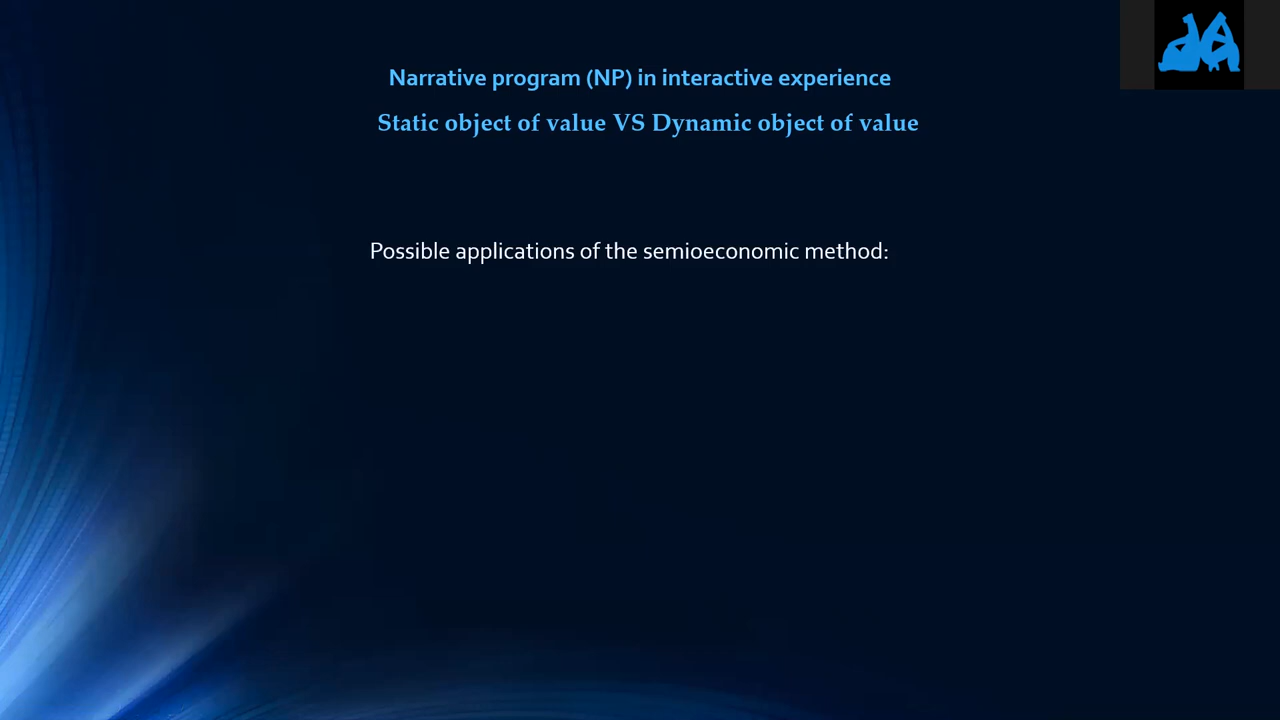 Narrative program (NP) in interactive experience
Static object of value VS Dynamic object of value
Possible applications of the semioeconomic method: